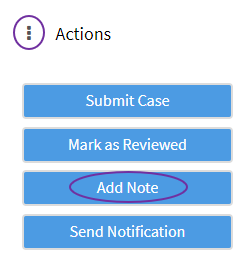 Actions
Submit Case
Mark as Reviewed
Add Note
Send Notification